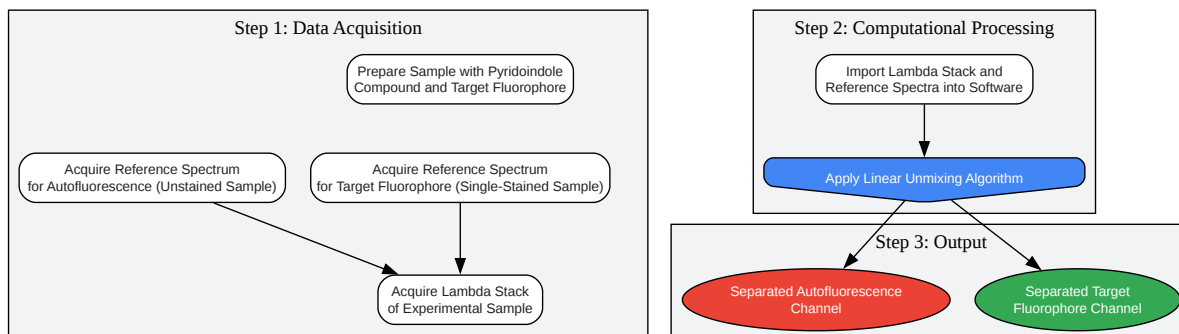 Step 1: Data Acquisition
Prepare Sample with Pyridoindole
Compound and Target Fluorophore
Acquire Reference Spectrum
for Autofluorescence (Unstained Sample)
Acquire Reference Spectrum
for Target Fluorophore (Single-Stained Sample)
Acquire Lambda Stack
of Experimental Sample
Step 2: Computational Processing
Import Lambda Stack and
Reference Spectra into Software
Apply Linear Unmixing Algorithm
Step 3: Output
Separated Autofluorescence
Channel
Separated Target
Fluorophore Channel